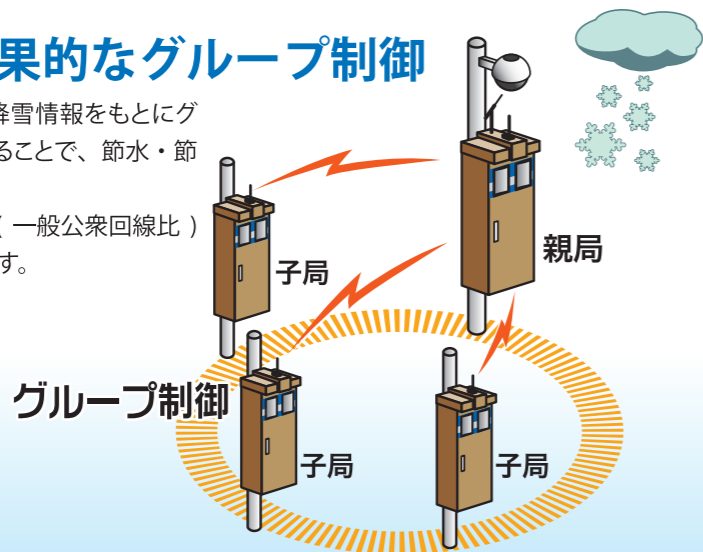 果的なグループ制御
降雪情報をもとにグ
ることで、節水・節
( 一般公衆回線比 )
す。
親局
子局
グループ制御
子局
子局